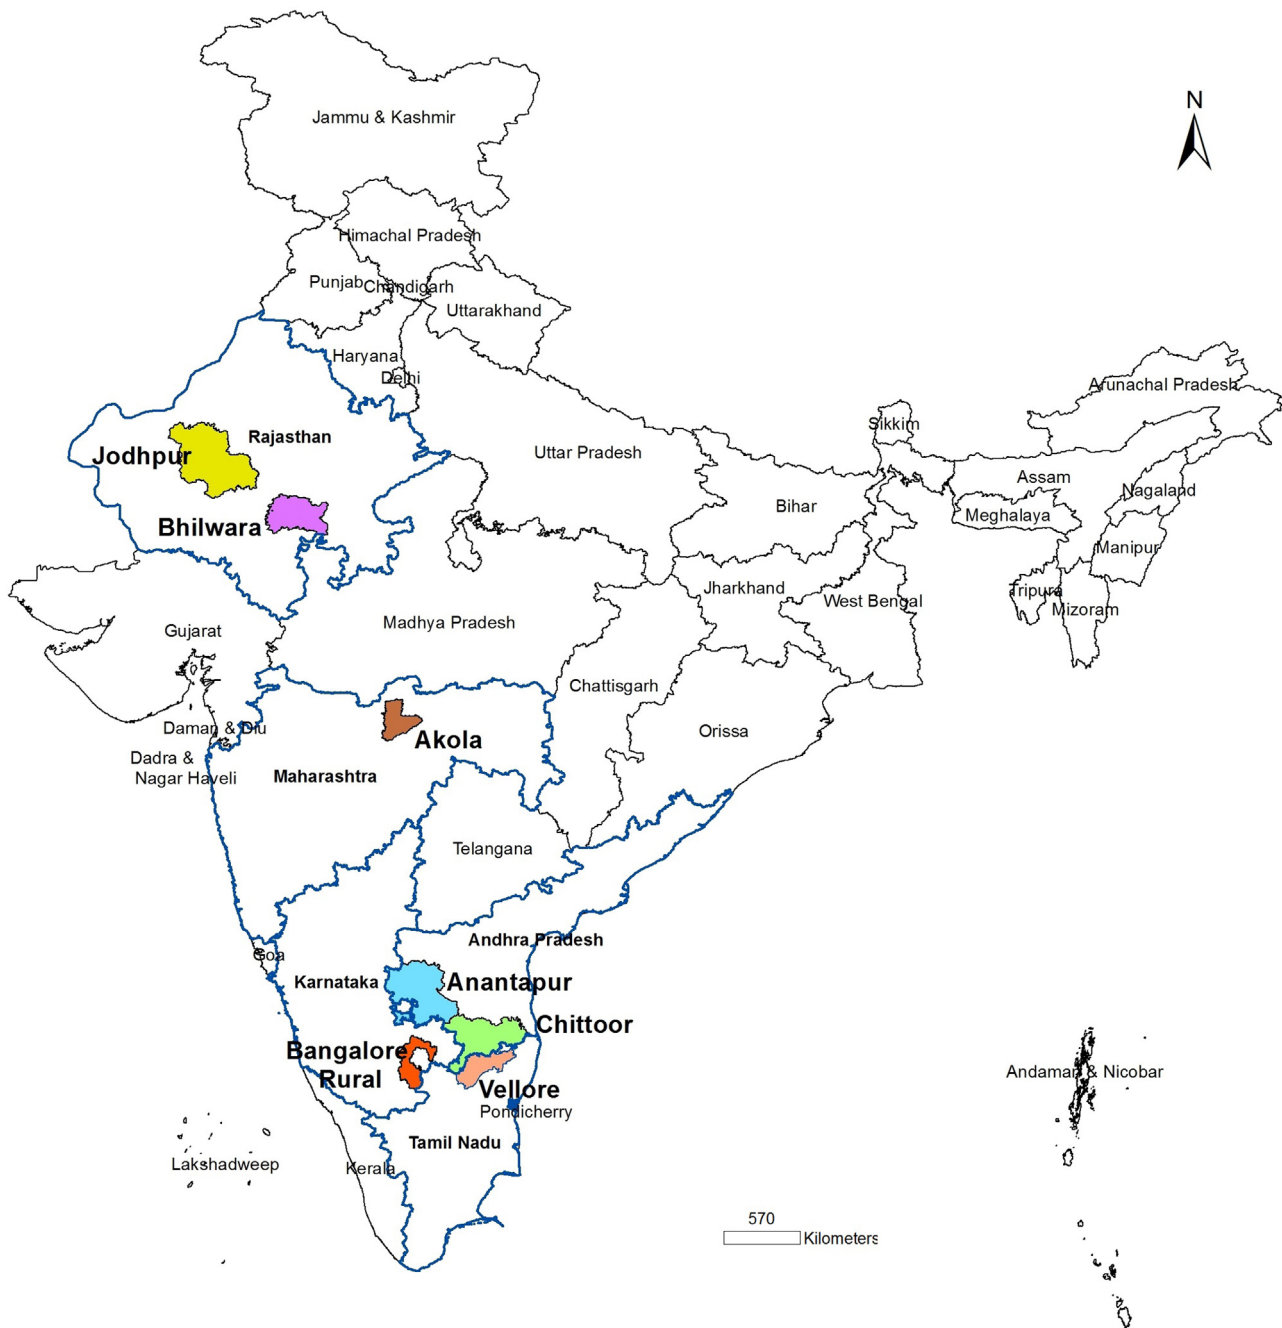 Jammu & Kashmir
N
Himachal Pradesh
Punjab
Chandigarh
Uttarakhand
Haryana
Delhi
Arunachal Pradesh
Sikkim
Rajasthan
Jodhpur
Uttar Pradesh
Assam
Nagaland
Bihar
Meghalaya
Bhilwara
Manipur
Jharkhand
Tripura
West Bengal
Mizoram
Madhya Pradesh
Gujarat
Chattisgarh
Daman & Diu
Orissa
Akola
Dadra &
Nagar Haveli
Maharashtra
Telangana
Andhra Pradesh
Goa
Karnataka
Anantapur
Chittoor
Bangalore
Rural
Andaman & Nicobar
Vellore
Pondicherry
Tamil Nadu
Lakshadweep
Kerala
570
Kilometers